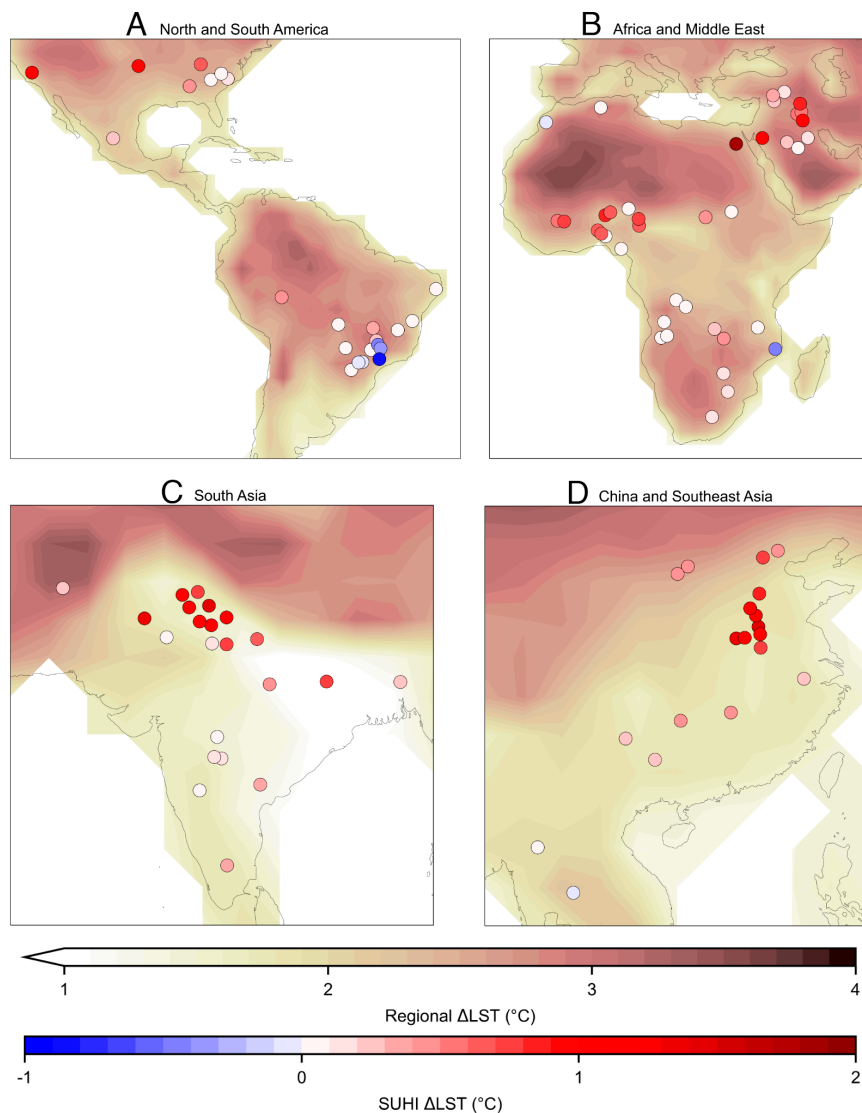 A North and South America
B Africa and Middle East
C South Asia
D China and Southeast Asia
1 2 3 4
Regional ΔLST (°C)
-1 0 1 2
SUHI ΔLST (°C)